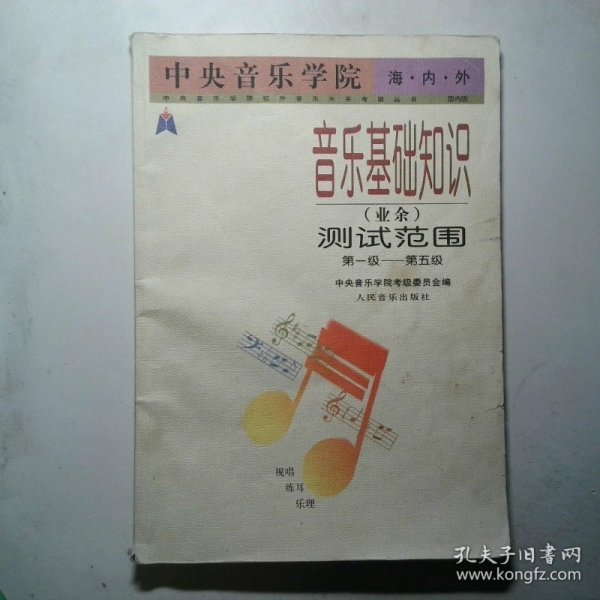 中央音乐学院 海·内·外
中央音乐学院校外音乐水平考级丛书 国内版
音乐基础知识
（业余）
测试范围
第一级——第五级
中央音乐学院考级委员会编
人民音乐出版社
视唱
练耳
乐理
孔夫子旧书网
www.kongfz.com